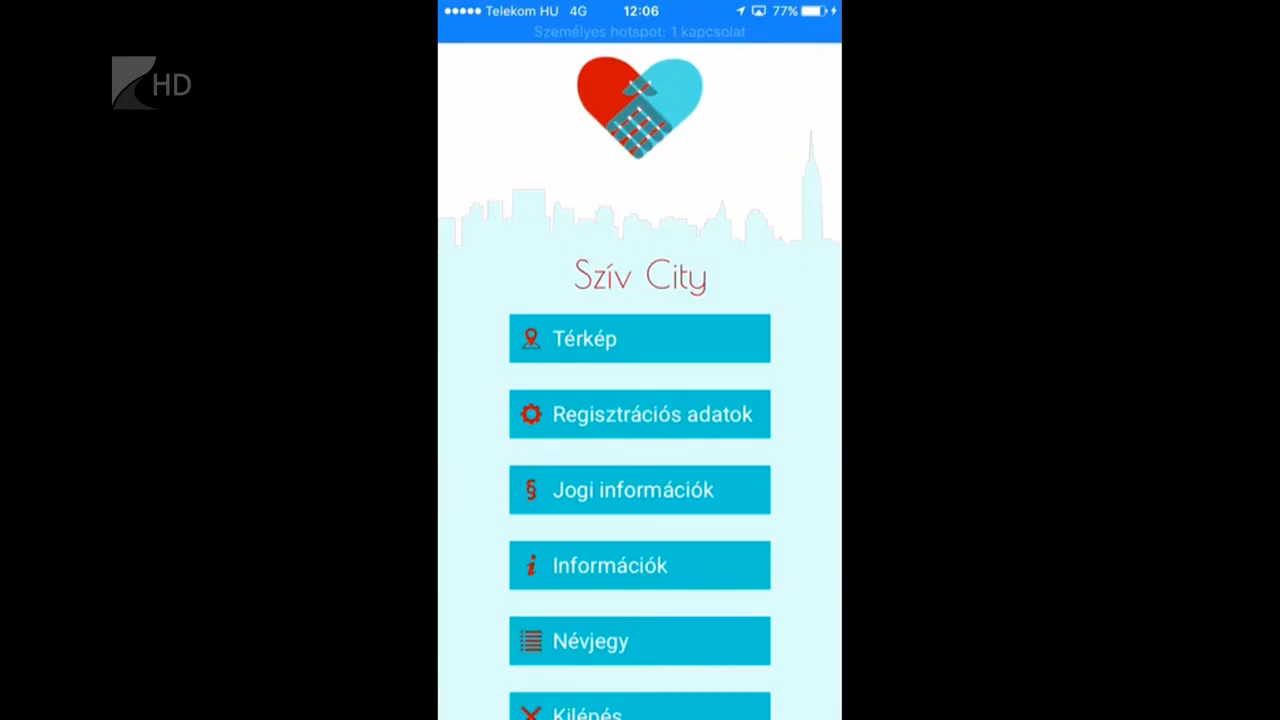 Telekom HU 4G 12:06 77%
Személyes hotspot: 1 kapcsolat
HD
Szív City
Térkép
Regisztrációs adatok
§ Jogi információk
i Információk
Névjegy
Kilépés